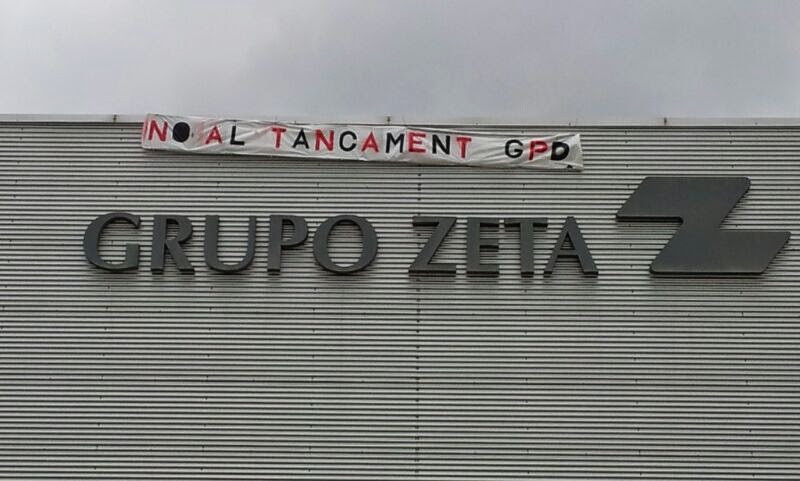 NO AL TANCAMENT GPD
GRUPO ZETA